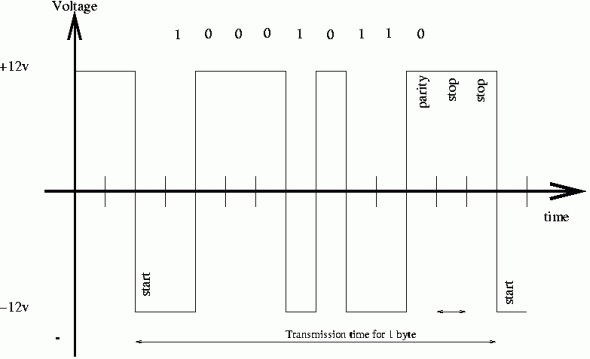 Voltage
1 0 0 0 1 0 1 1 0
+12v
parity
stop
stop
time
start
start
−12v
Transmission time for 1 byte